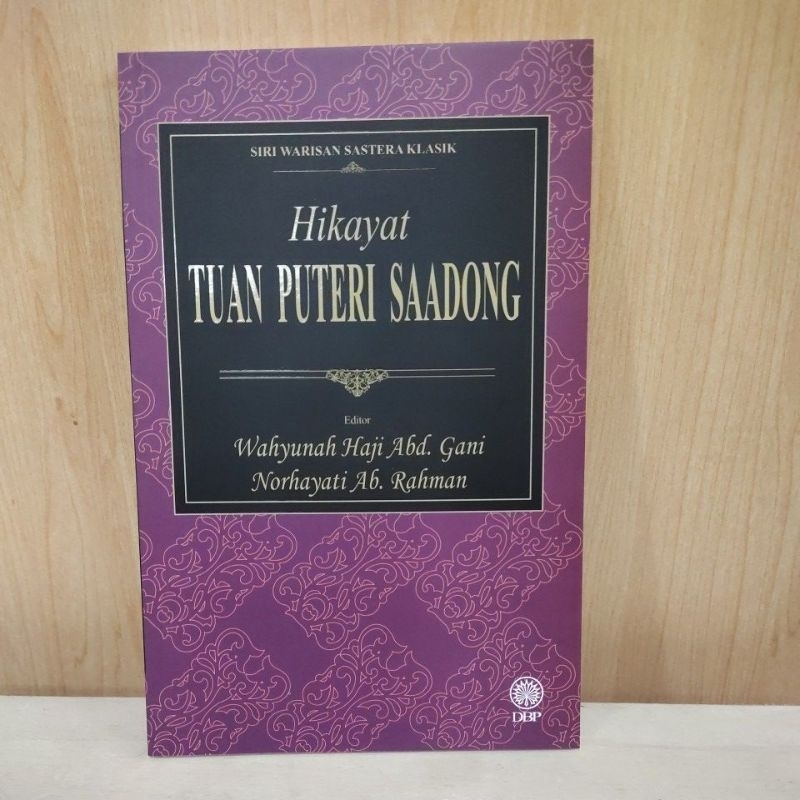 SIRI WARISAN SASTERA KLASIK
Hikayat
TUAN PUTERI SAADONG
Editor
Wahyunah Haji Abd. Gani
Norhayati Ab. Rahman
DBP